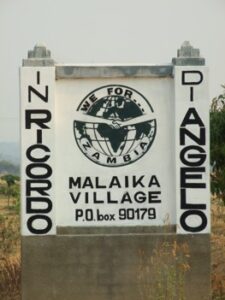 IN RICORDO
WE FOR...
ZAMBIA
MALAIKA
VILLAGE
P.O.box 90179
DI ANGELO